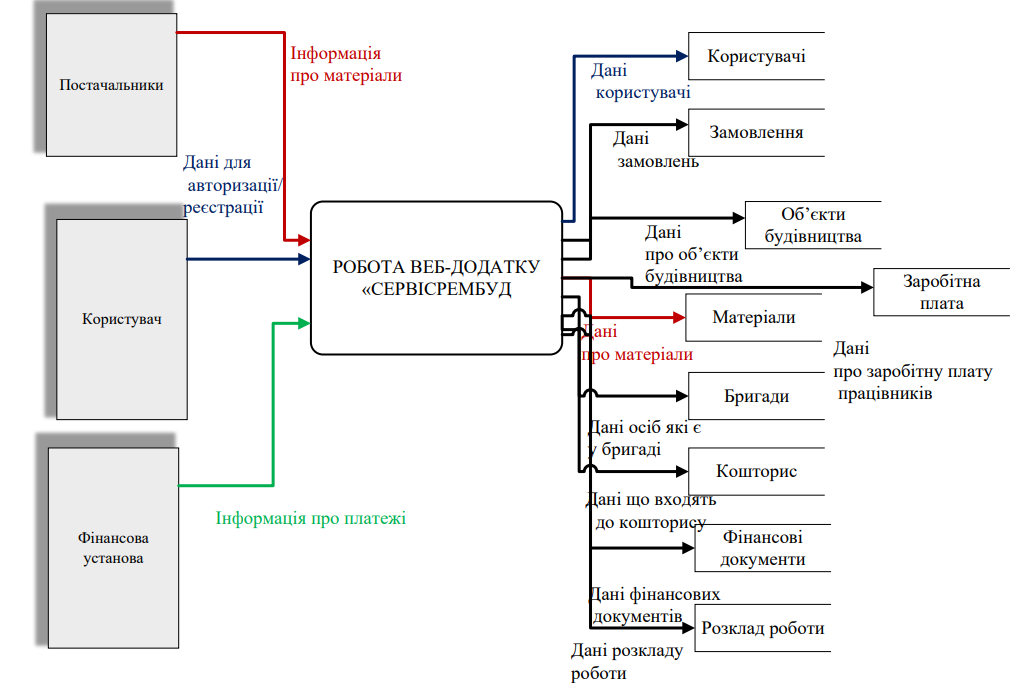 Постачальники
Інформація
про матеріали
Дані для
авторизації/
реєстрації
Користувач
Інформація про платежі
Фінансова
установа
РОБОТА ВЕБ-ДОДАТКУ
«СЕРВІСРЕМБУД
Користувачі
Дані
користувачі
Замовлення
Дані
замовлень
Об’єкти
будівництва
Дані
про об’єкти
будівництва
Заробітна
плата
Матеріали
Дані
про матеріали
Дані
про заробітну плату
працівників
Бригади
Дані осіб які є
у бригаді
Кошторис
Дані що входять
до кошторису
Фінансові
документи
Дані фінансових
документів
Розклад роботи
Дані розкладу
роботи